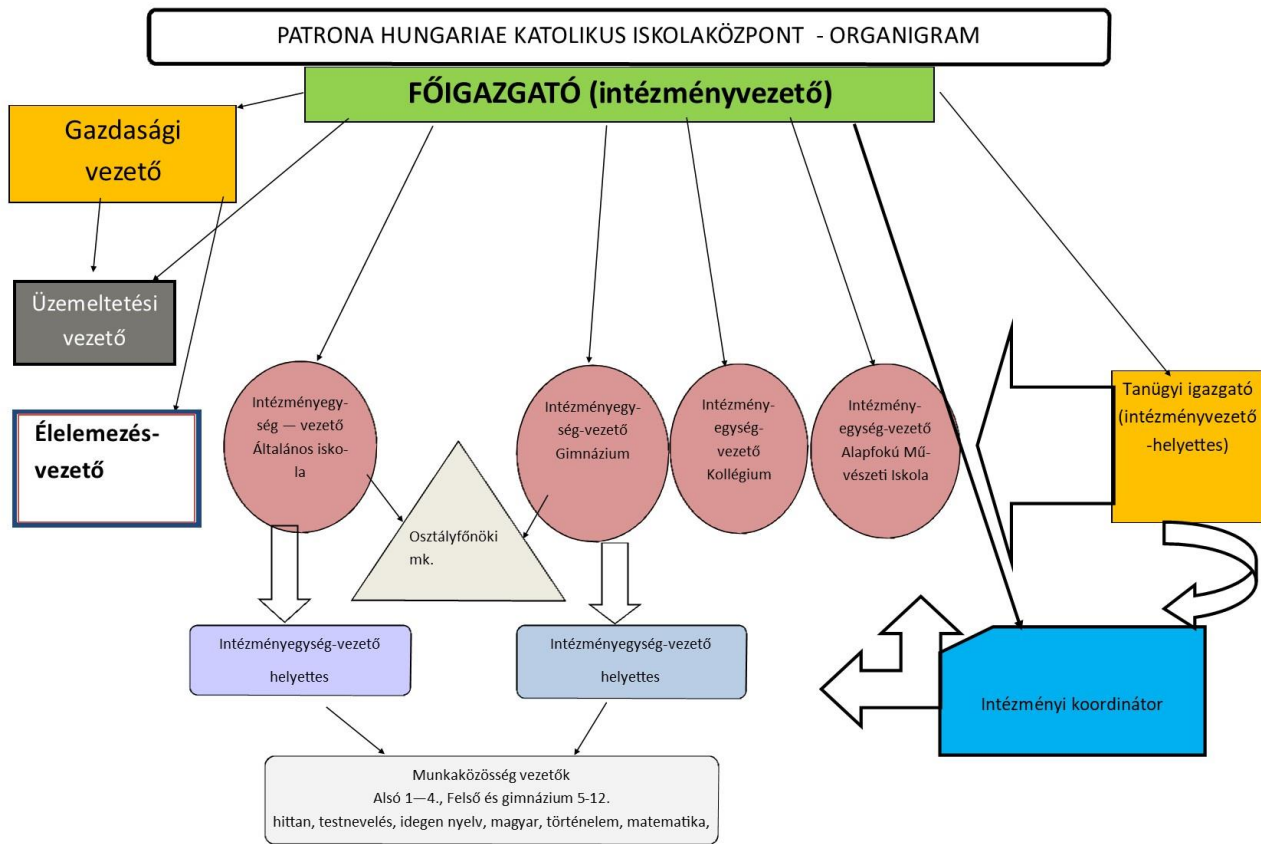 PATRONA HUNGARIAE KATOLIKUS ISKOLAKÖZPONT - ORGANIGRAM
FŐIGAZGATÓ (intézményvezető)
Gazdasági
vezető
Üzemeltetési
vezető
Élelemezés-
vezető
Intézményegy-
ség — vezető
Általános isko-
la
Intézményegy-
ség-vezető
Gimnázium
Intézmény-
egység-
vezető
Kollégium
Intézmény-
egység-vezető
Alapfokú Mű-
vészeti Iskola
Tanügyi igazgató
(intézményvezető
-helyettes)
Osztályfőnöki
mk.
Intézményegység-vezető
helyettes
Intézményegység-vezető
helyettes
Intézményi koordinátor
Munkaközösség vezetők
Alsó 1—4., Felső és gimnázium 5-12.
hittan, testnevelés, idegen nyelv, magyar, történelem, matematika,